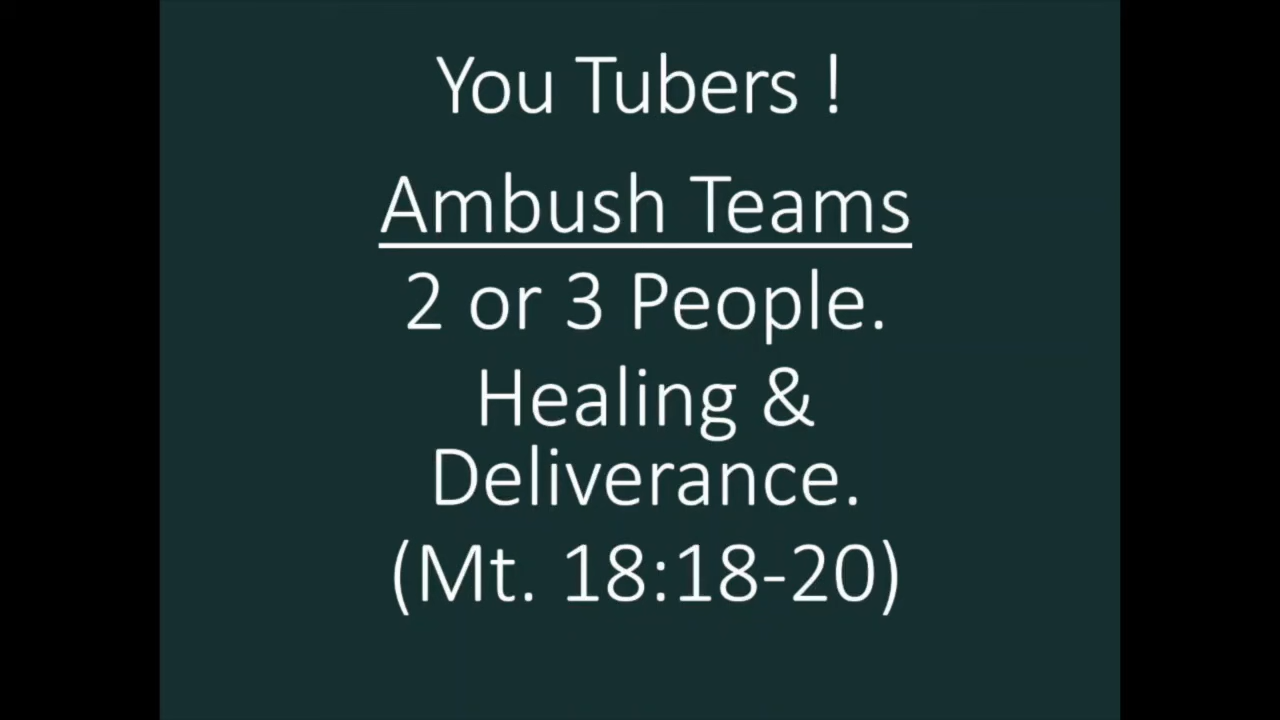 You Tubers !
Ambush Teams
2 or 3 People.
Healing &
Deliverance.
(Mt. 18:18-20)